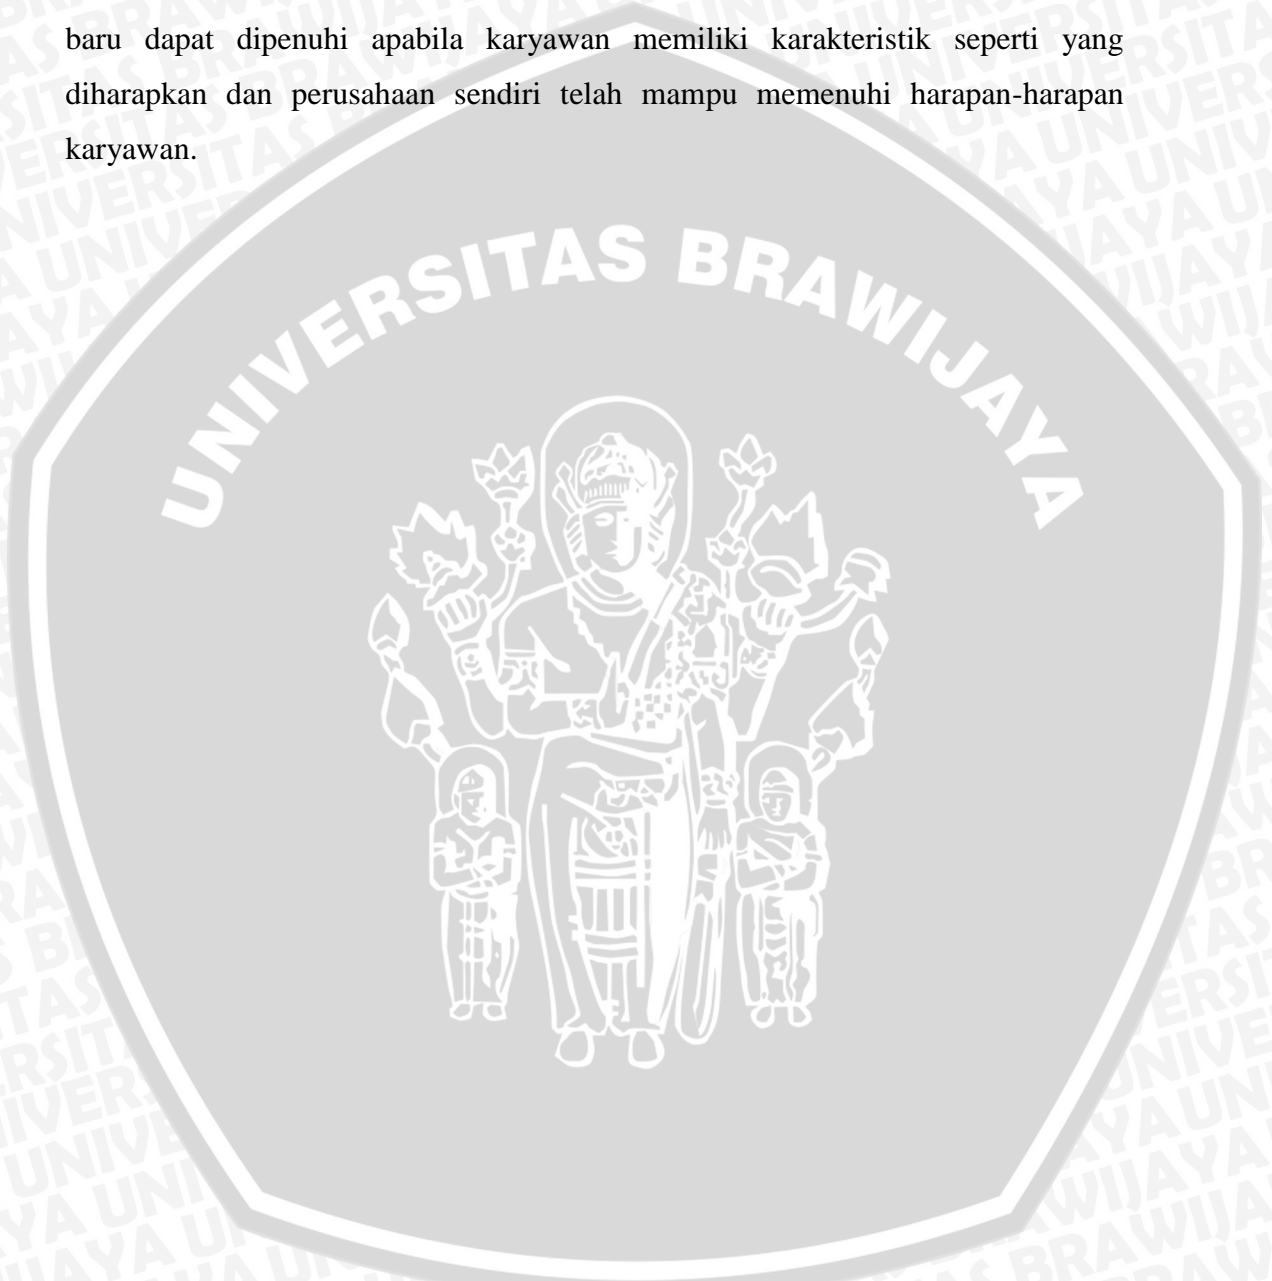 baru dapat dipenuhi apabila karyawan memiliki karakteristik seperti yang
diharapkan dan perusahaan sendiri telah mampu memenuhi harapan-harapan
karyawan.
UNIVERSITAS BRAWIJAYA